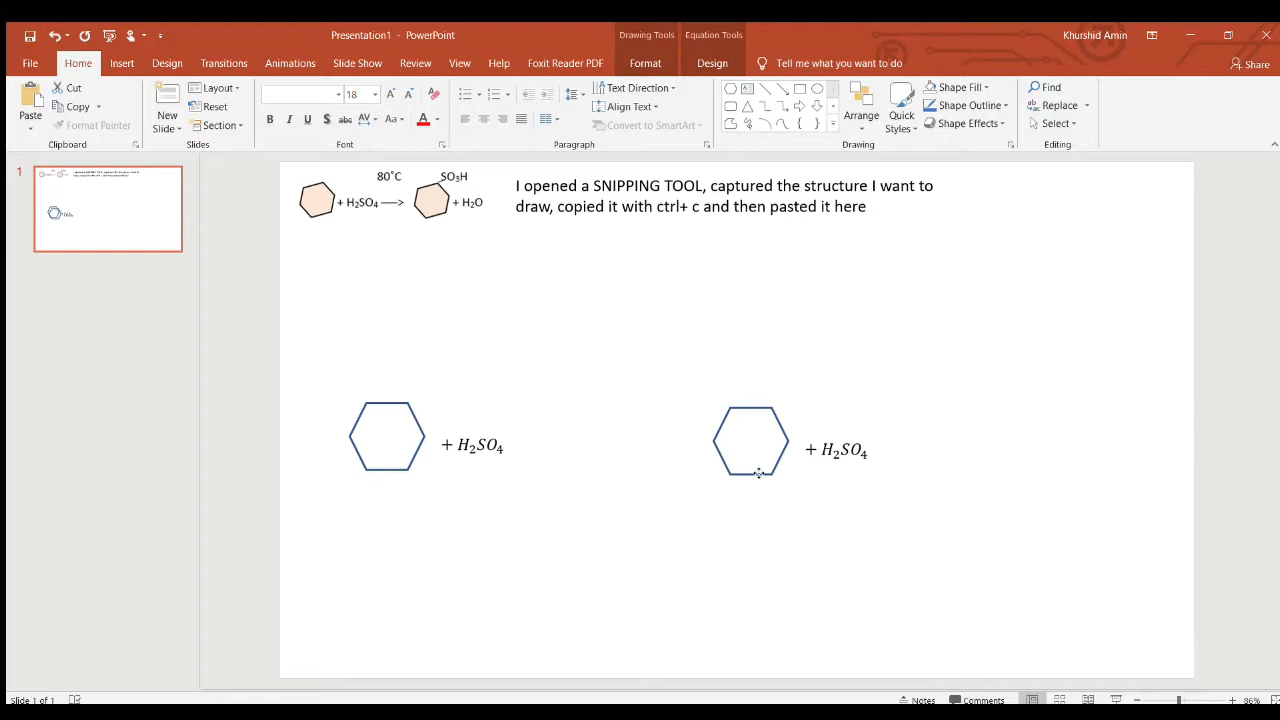 Presentation1 - PowerPoint
Drawing Tools
Equation Tools
Khurshid Amin
File
Home
Insert
Design
Transitions
Animations
Slide Show
Review
View
Help
Foxit Reader PDF
Format
Design
Tell me what you want to do
Share
Paste
Cut
Copy
Format Painter
Clipboard
New Slide
Layout
Reset
Section
Slides
18
B I U S abc AV Aa A
Font
Text Direction
Align Text
Convert to SmartArt
Paragraph
Arrange
Quick Styles
Shape Fill
Shape Outline
Shape Effects
Drawing
Find
Replace
Select
Editing
1
80°C SO₃H
+ H₂SO₄ ---> + H₂O
I opened a SNIPPING TOOL, captured the structure I want to
draw, copied it with ctrl+ c and then pasted it here
+ H₂SO₄
+ H₂SO₄
Slide 1 of 1
Notes
Comments
86%